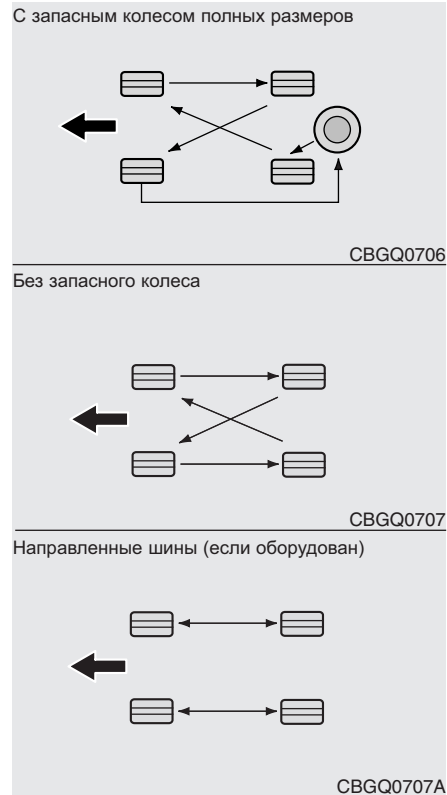 С запасным колесом полных размеров
CBGQ0706
Без запасного колеса
CBGQ0707
Направленные шины (если оборудован)
CBGQ0707A